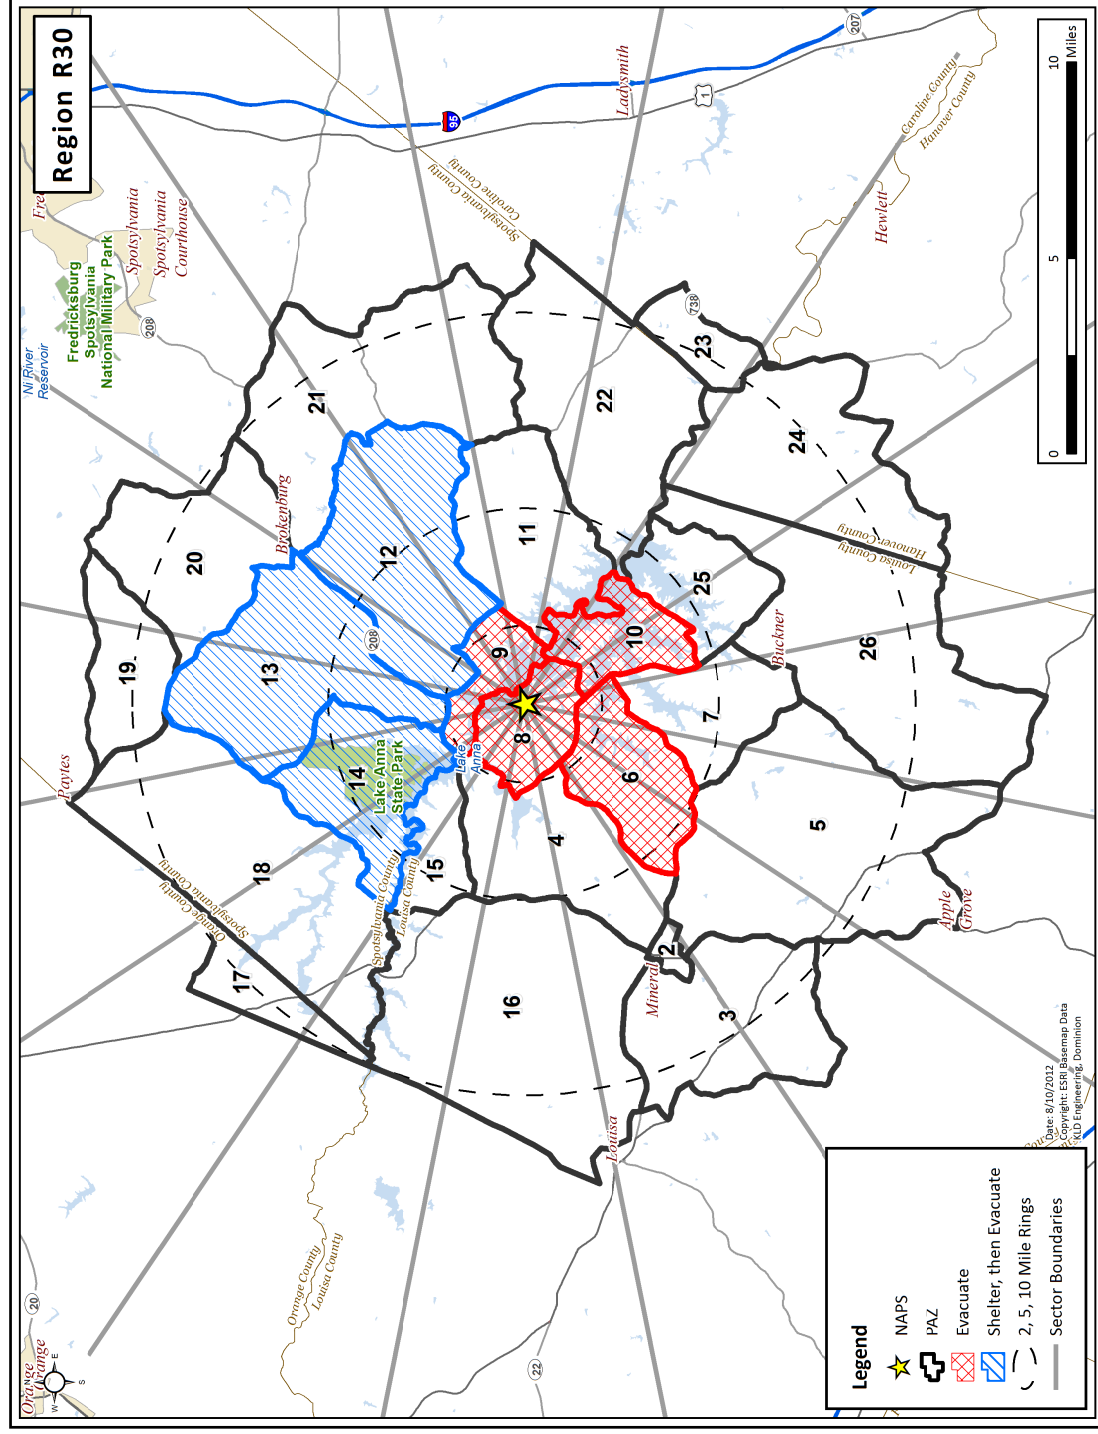 Region R30
Orange
Orange
20
N
W
E
S
Paytes
Orange County
Spotsylvania County
Ni River
Reservoir
Fredricksburg
Spotsylvania
National Military Park
Fre
Spotsylvania
Spotsylvania
Courthouse
208
17
18
19
20
21
Brokenburg
13
12
208
14
Lake Anna
State Park
Lake
Anna
Spotsylvania County
Louisa County
15
16
4
8
9
11
10
6
7
25
22
23
24
26
5
3
2
95
1
207
738
22
Ladysmith
Spotsylvania County
Caroline County
Caroline County
Hanover County
Hewlett
Hanover County
Louisa County
Buckner
Mineral
Louisa
Apple
Grove
Orange County
Louisa County
Legend
NAPS
PAZ
Evacuate
Shelter, then Evacuate
2, 5, 10 Mile Rings
Sector Boundaries
Date: 8/10/2012
Copyright: ESRI Basemap Data
KLD Engineering, Dominion
0
5
10
Miles